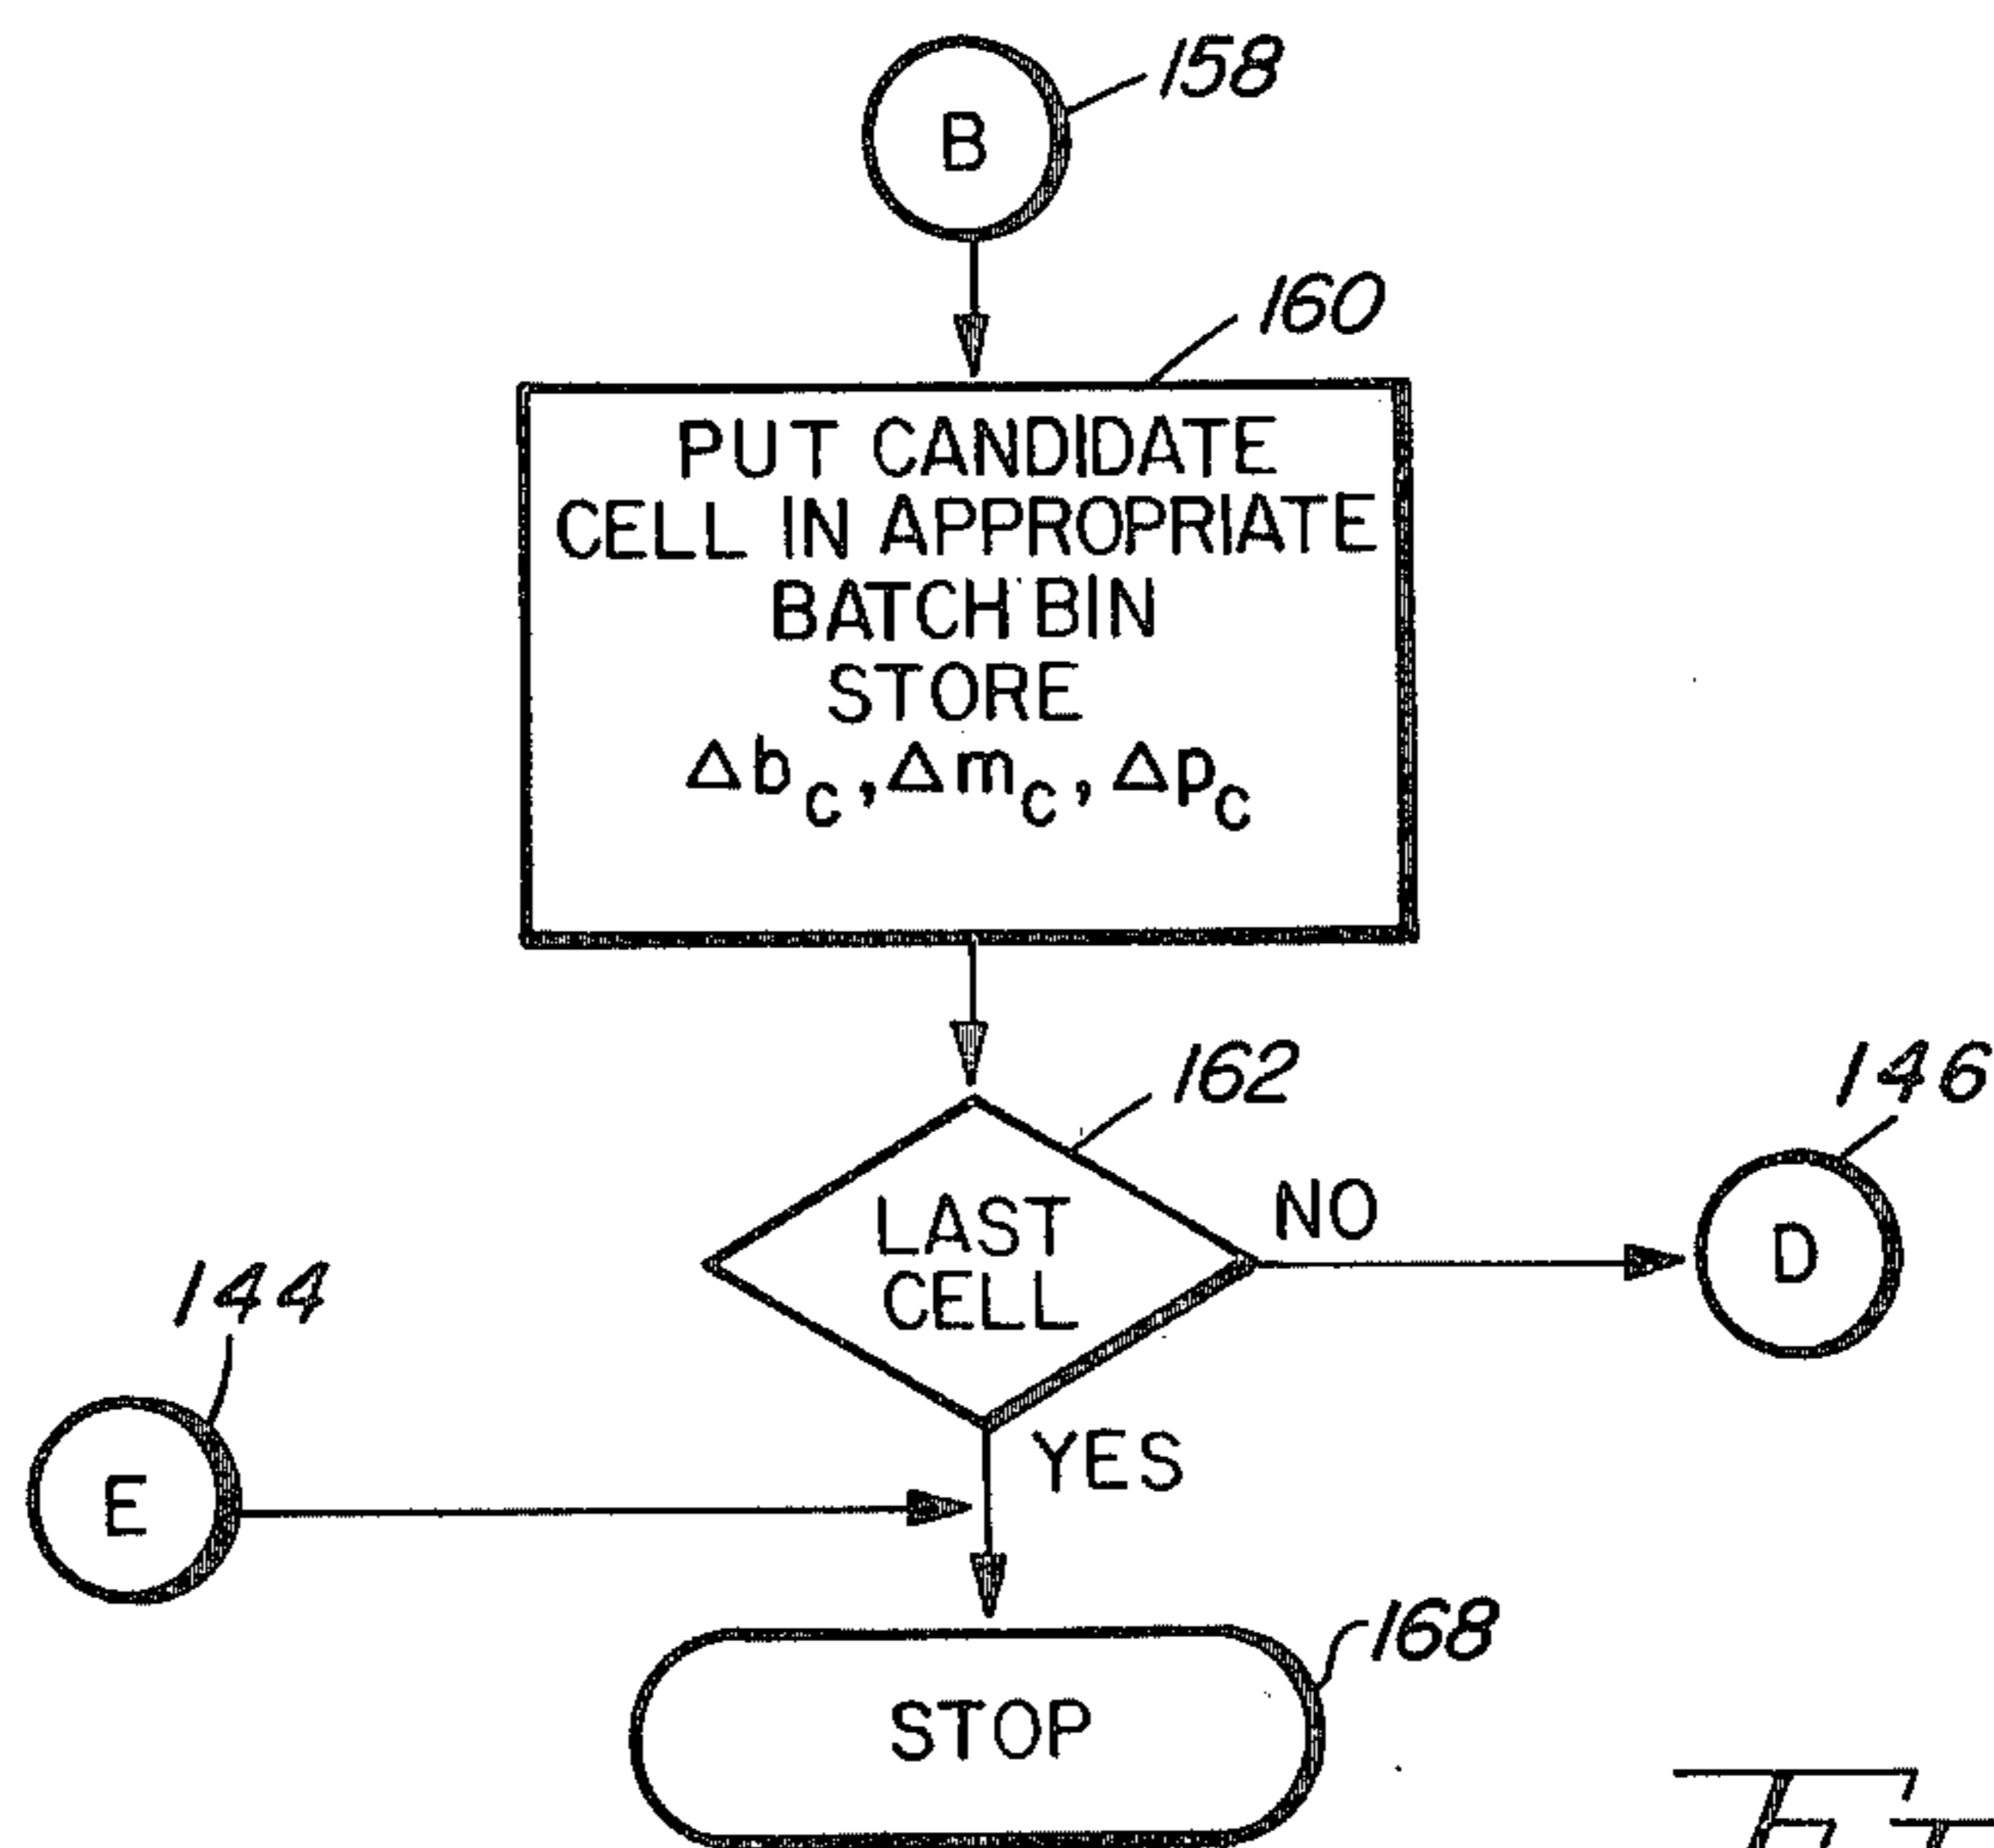 158
B
160
PUT CANDIDATE
CELL IN APPROPRIATE
BATCH BIN
STORE
Δb_c, Δm_c, Δp_c
162
146
LAST
CELL
NO
D
144
E
YES
168
STOP